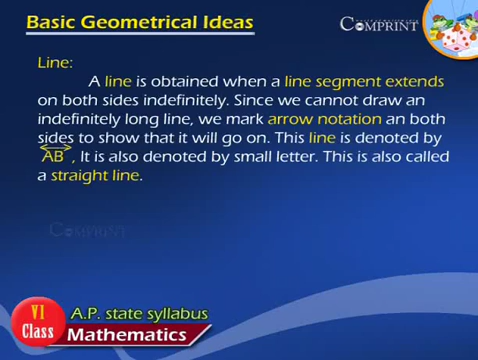 Basic Geometrical Ideas
COMPRINT
Line:
A line is obtained when a line segment extends
on both sides indefinitely. Since we cannot draw an
indefinitely long line, we mark arrow notation an both
sides to show that it will go on. This line is denoted by
AB, It is also denoted by small letter. This is also called
a straight line.
COMPRINT
VI
Class
A.P. state syllabus
Mathematics